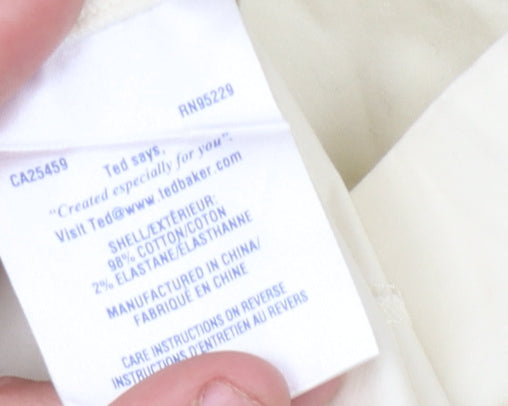 RN95229
CA25459
Ted says,
"Created especially for you".
Visit Ted@www.tedbaker.com
SHELL/EXTÉRIEUR:
98% COTTON/COTON
2% ELASTANE/ÉLASTHANNE
MANUFACTURED IN CHINA/
FABRIQUÉ EN CHINE
CARE INSTRUCTIONS ON REVERSE
INSTRUCTIONS D'ENTRETIEN AU REVERS